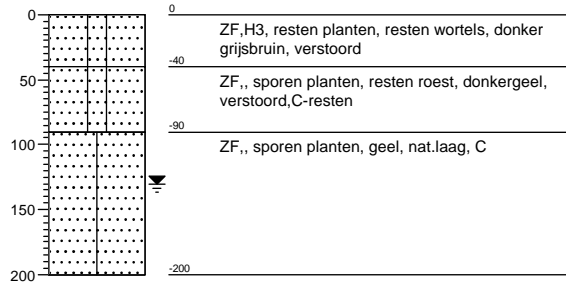 0
0
ZF,H3, resten planten, resten wortels, donker
grijsbruin, verstoord
-40
50
ZF,, sporen planten, resten roest, donkergeel,
verstoord,C-resten
-90
100
ZF,, sporen planten, geel, nat.laag, C
150
200
-200